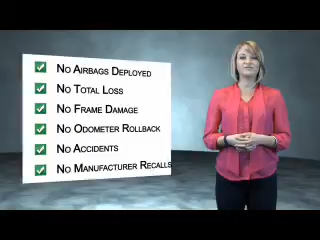 No Airbags Deployed
No Total Loss
No Frame Damage
No Odometer Rollback
No Accidents
No Manufacturer Recalls